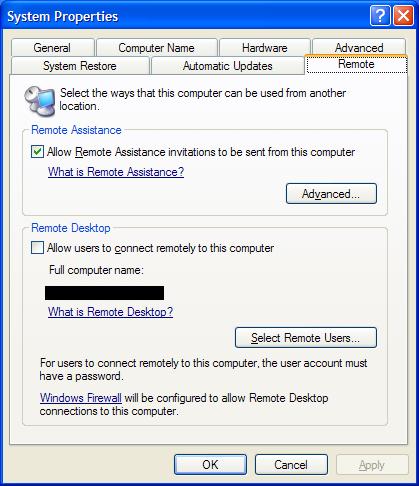 System Properties
General
Computer Name
Hardware
Advanced
System Restore
Automatic Updates
Remote
Select the ways that this computer can be used from another
location.
Remote Assistance
Allow Remote Assistance invitations to be sent from this computer
What is Remote Assistance?
Advanced...
Remote Desktop
Allow users to connect remotely to this computer
Full computer name:
What is Remote Desktop?
Select Remote Users...
For users to connect remotely to this computer, the user account must
have a password.
Windows Firewall will be configured to allow Remote Desktop
connections to this computer.
OK
Cancel
Apply